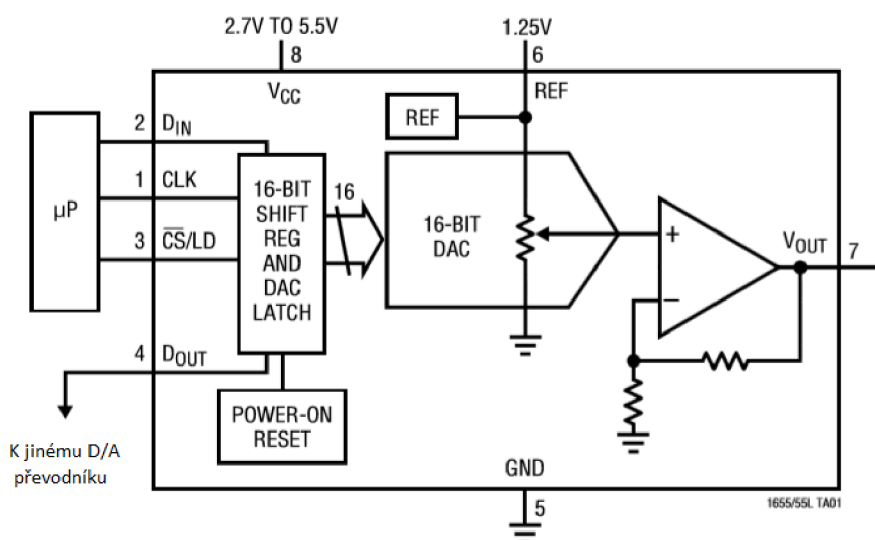 2.7V TO 5.5V
1.25V
8
6
VCC
REF
REF
2
DIN
1
CLK
µP
3
CS/LD
16-BIT
SHIFT
REG
AND
DAC
LATCH
16
16-BIT
DAC
+
−
VOUT
7
4
DOUT
POWER-ON
RESET
K jinému D/A
převodníku
GND
5
1655/55L TA01